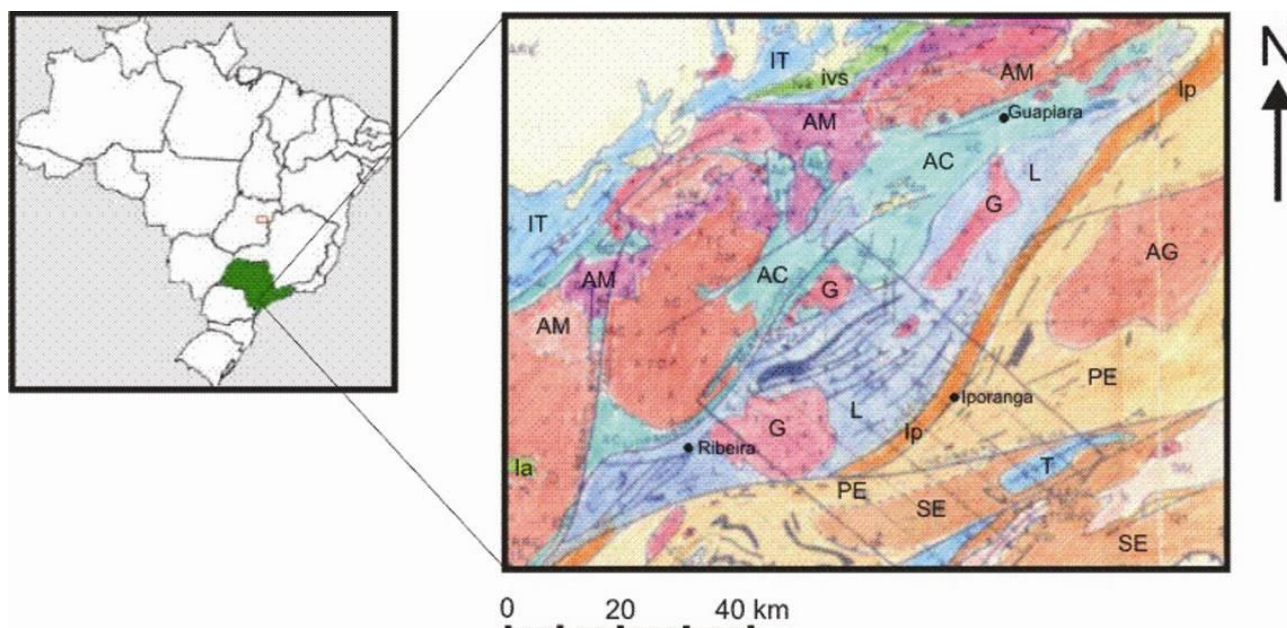 N
IT
ivs
AM
Ip
Guapiara
AM
AC
L
G
IT
AG
AM
AC
G
AM
PE
L
Iporanga
G
Ip
Ribeira
Ia
T
PE
SE
SE
0 20 40 km